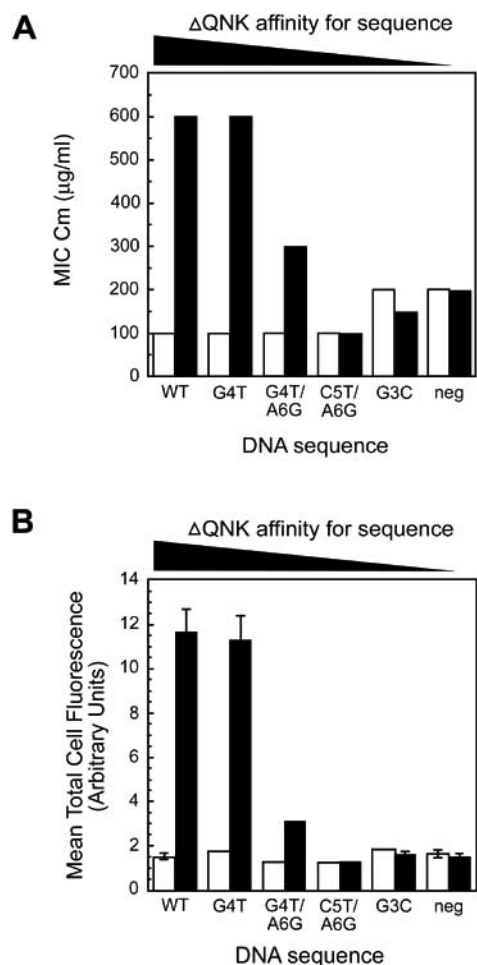 A
ΔQNK affinity for sequence
700
600
500
400
300
200
100
0
MIC Cm (μg/ml)
WT
G4T
G4T/
A6G
C5T/
A6G
G3C
neg
DNA sequence
B
ΔQNK affinity for sequence
14
12
10
8
6
4
2
0
Mean Total Cell Fluorescence
(Arbitrary Units)
WT
G4T
G4T/
A6G
C5T/
A6G
G3C
neg
DNA sequence